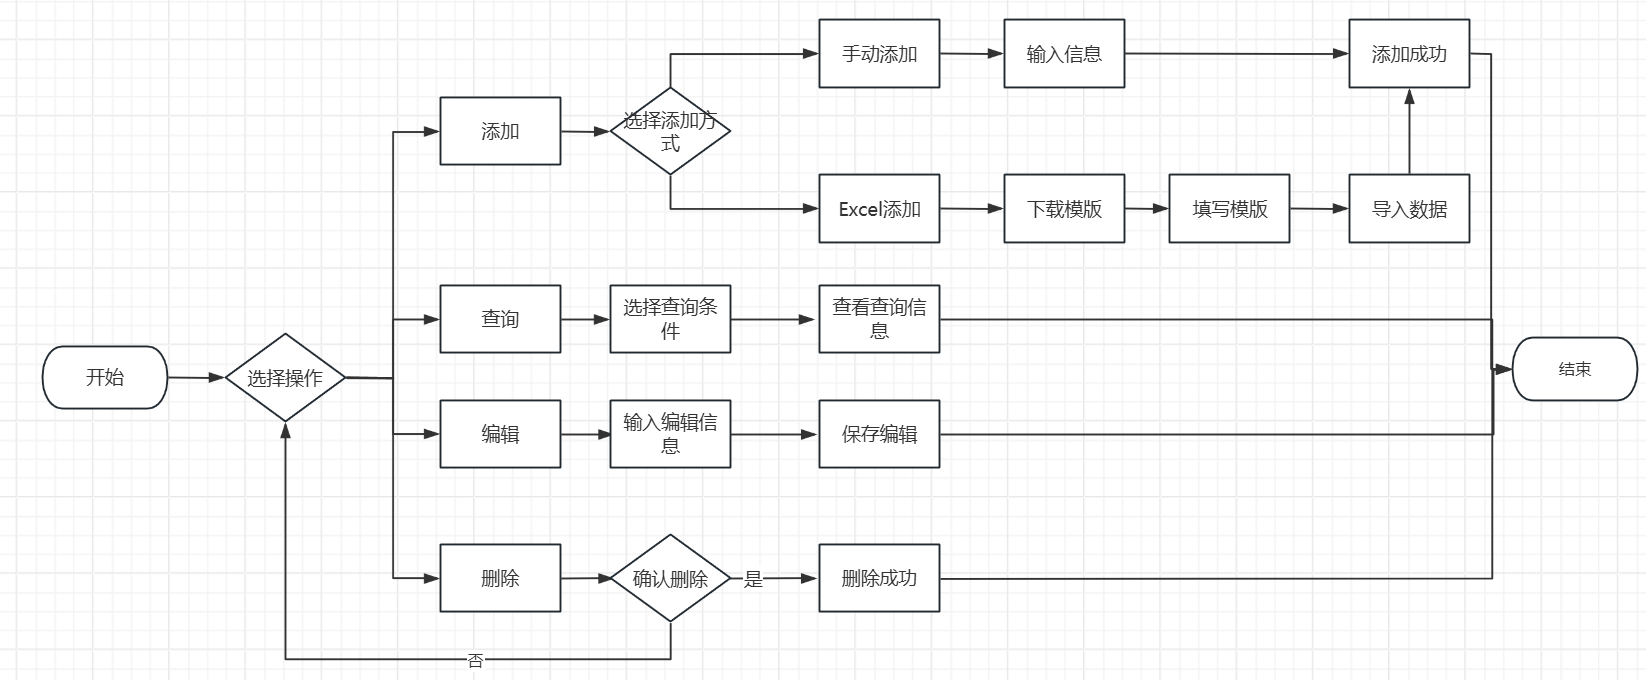 手动添加
输入信息
添加成功
添加
选择添加方
式
Excel添加
下载模版
填写模版
导入数据
查询
选择查询条
件
查看查询信
息
开始
选择操作
结束
编辑
输入编辑信
息
保存编辑
删除
确认删除
是
删除成功
否